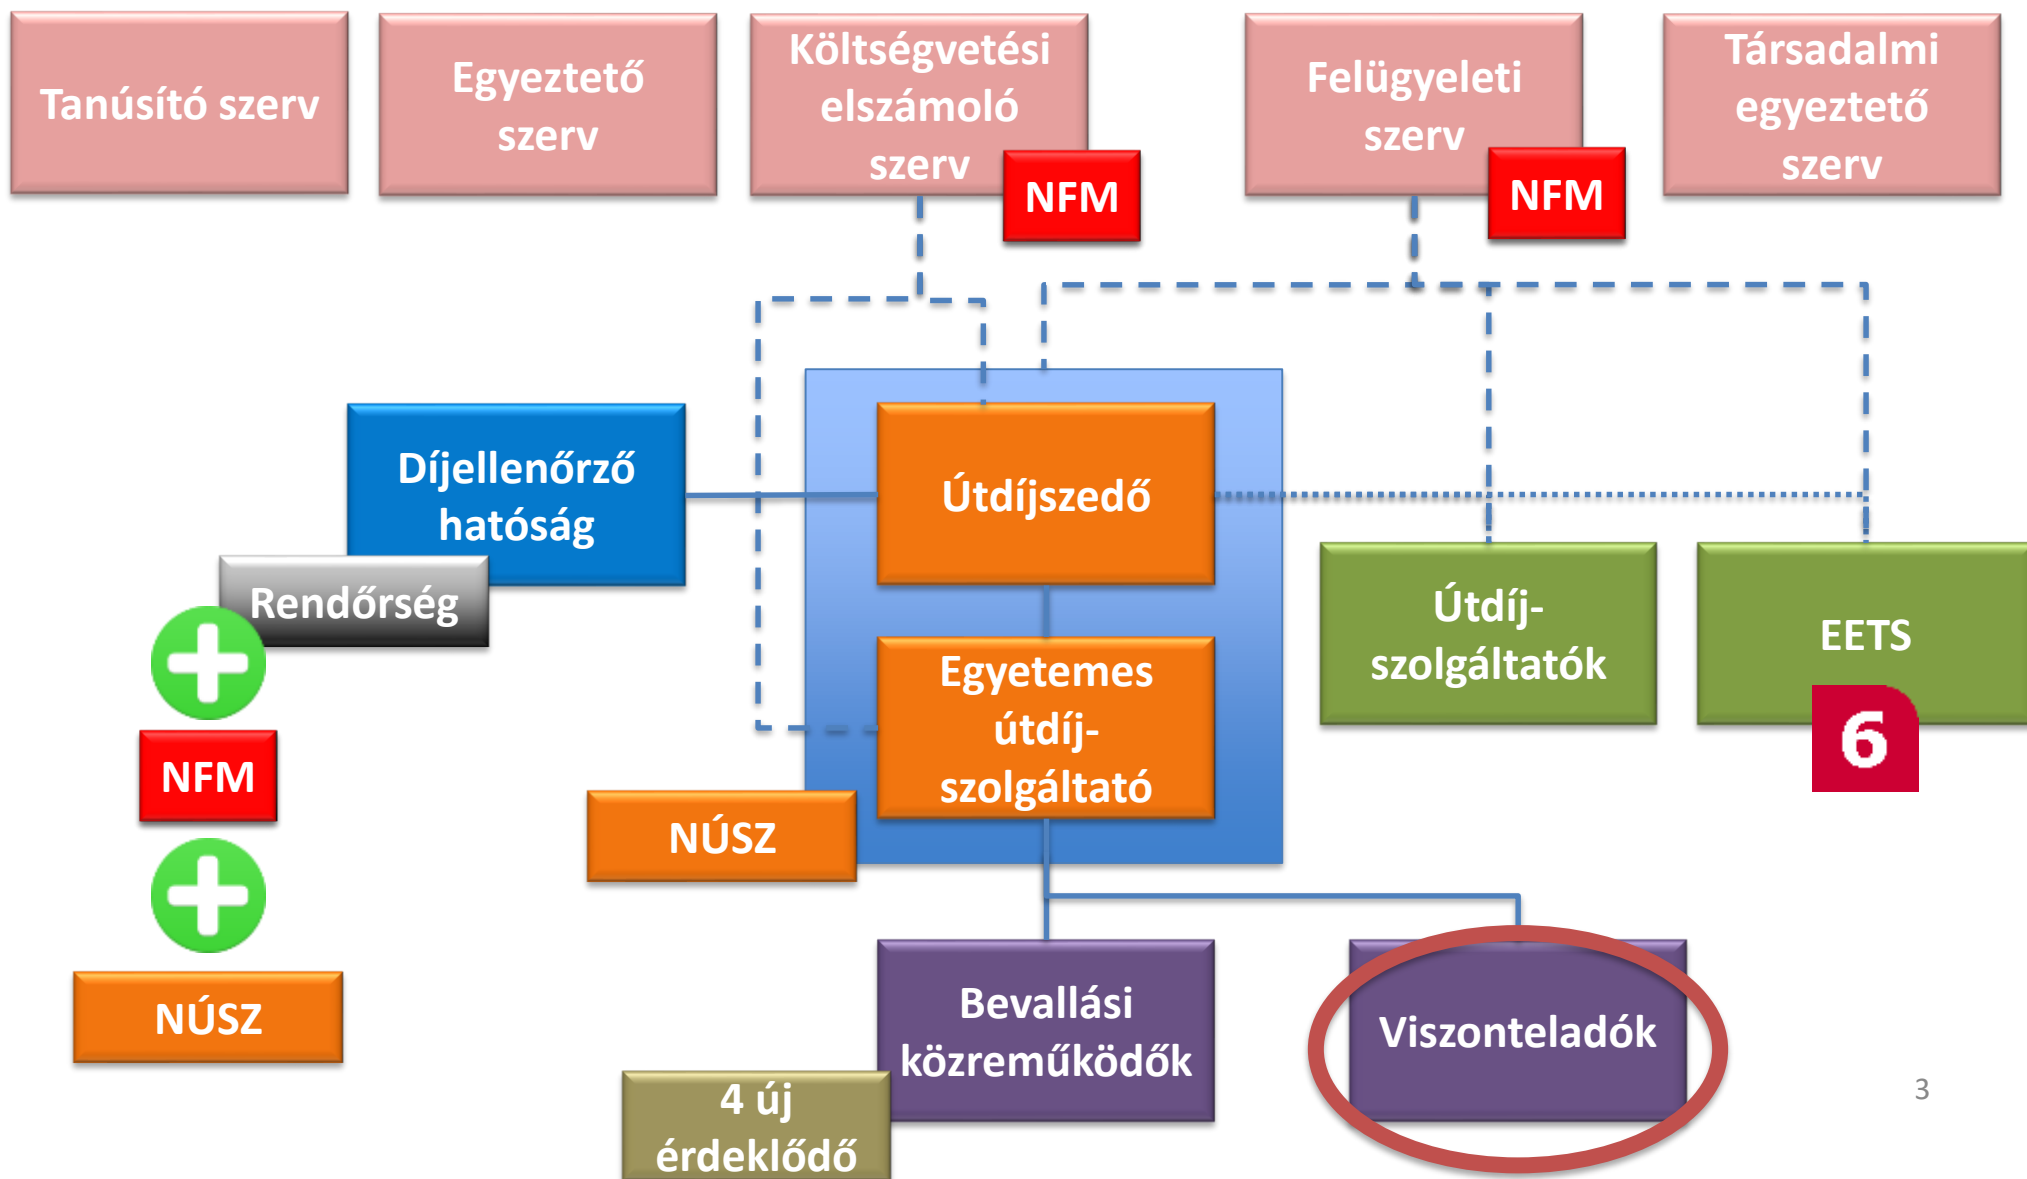 Tanúsító szerv
Egyeztető
szerv
Költségvetési
elszámoló
szerv
NFM
Felügyeleti
szerv
NFM
Társadalmi
egyeztető
szerv
Díjellenőrző
hatóság
Rendőrség
NFM
NÚSZ
Útdíjszedő
Egyetemes
útdíj-
szolgáltató
NÚSZ
Útdíj-
szolgáltatók
EETS
6
Bevallási
közreműködők
4 új
érdeklődő
Viszonteladók
3